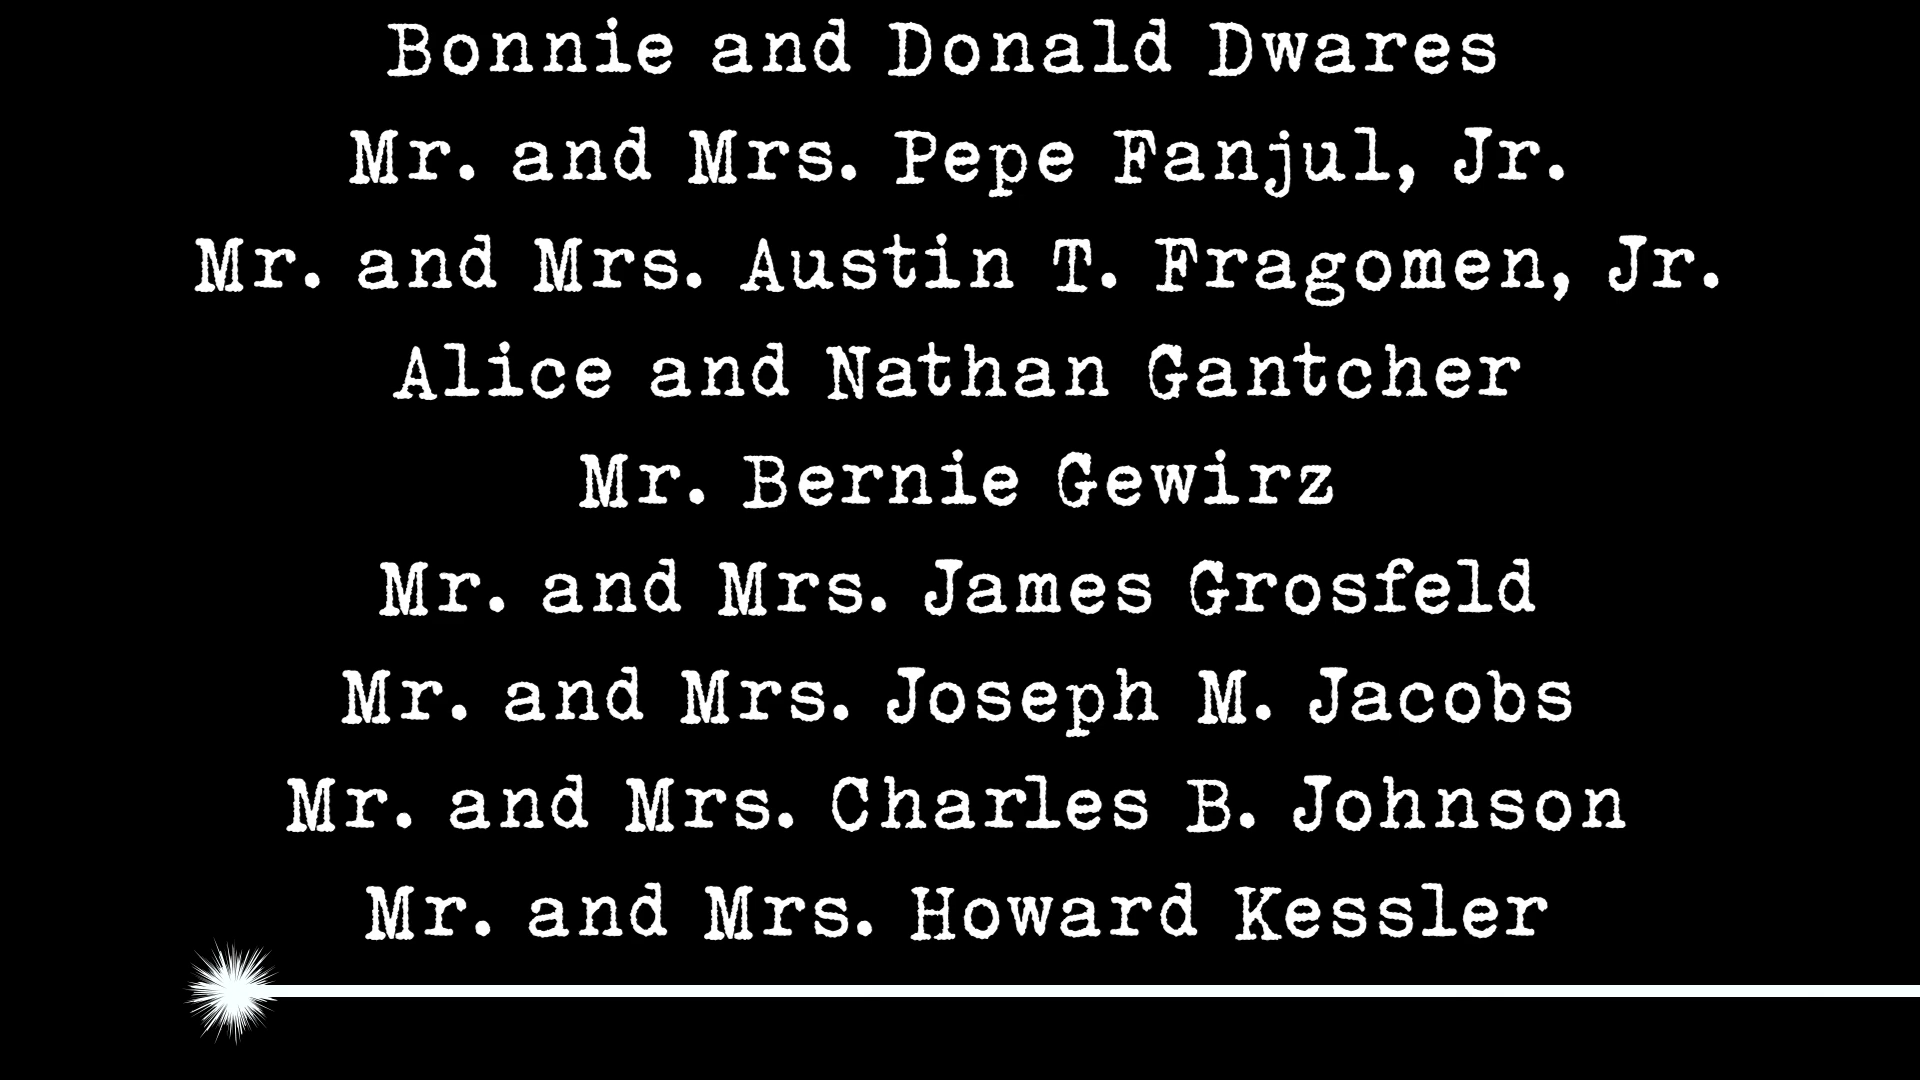 Bonnie and Donald Dwares
Mr. and Mrs. Pepe Fanjul, Jr.
Mr. and Mrs. Austin T. Fragomen, Jr.
Alice and Nathan Gantcher
Mr. Bernie Gewirz
Mr. and Mrs. James Grosfeld
Mr. and Mrs. Joseph M. Jacobs
Mr. and Mrs. Charles B. Johnson
Mr. and Mrs. Howard Kessler